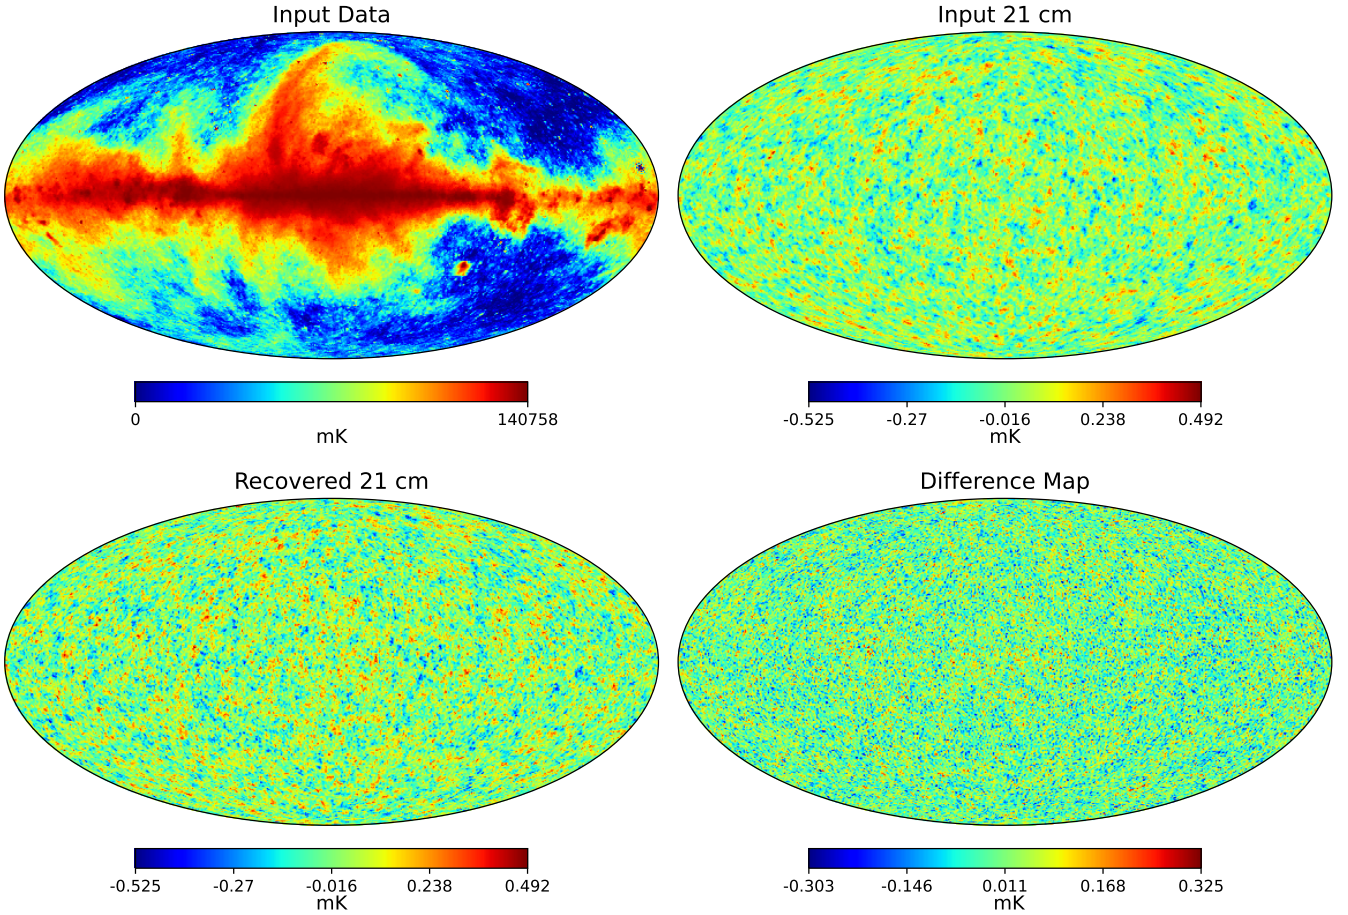 Input Data
Input 21 cm
0 140758
mK
-0.525 -0.27 -0.016 0.238 0.492
mK
Recovered 21 cm
Difference Map
-0.525 -0.27 -0.016 0.238 0.492
mK
-0.303 -0.146 0.011 0.168 0.325
mK